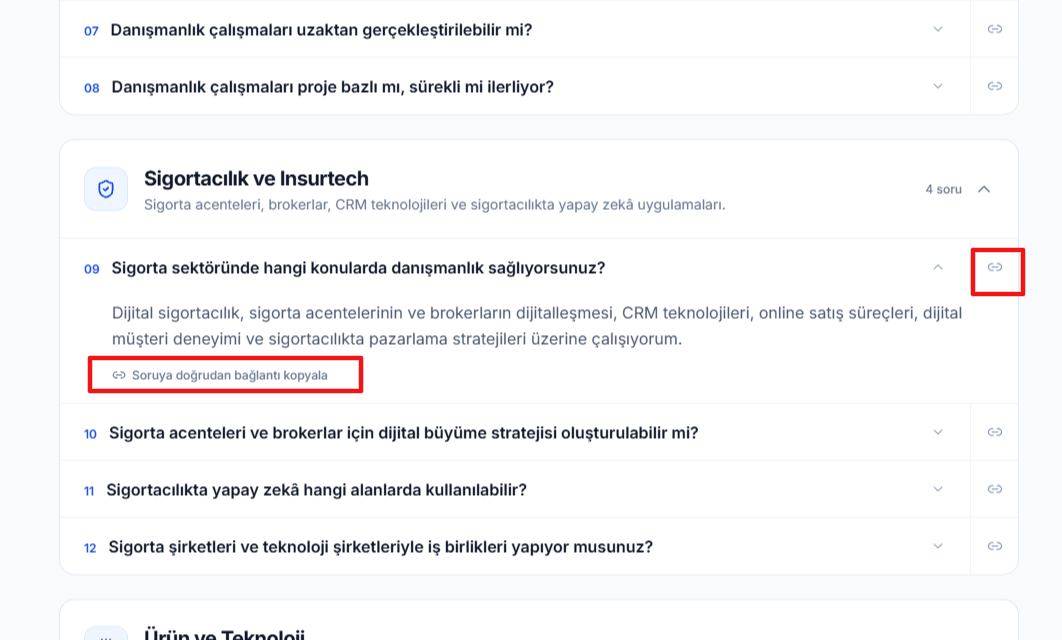 07 Danışmanlık çalışmaları uzaktan gerçekleştirilebilir mi?
08 Danışmanlık çalışmaları proje bazlı mı, sürekli mi ilerliyor?
Sigortacılık ve Insurtech
Sigorta acenteleri, brokerlar, CRM teknolojileri ve sigortacılıkta yapay zekâ uygulamaları.
4 soru
09 Sigorta sektöründe hangi konularda danışmanlık sağlıyorsunuz?
Dijital sigortacılık, sigorta acentelerinin ve brokerların dijitalleşmesi, CRM teknolojileri, online satış süreçleri, dijital
müşteri deneyimi ve sigortacılıkta pazarlama stratejileri üzerine çalışıyorum.
Soruya doğrudan bağlantı kopyala
10 Sigorta acenteleri ve brokerlar için dijital büyüme stratejisi oluşturulabilir mi?
11 Sigortacılıkta yapay zekâ hangi alanlarda kullanılabilir?
12 Sigorta şirketleri ve teknoloji şirketleriyle iş birlikleri yapıyor musunuz?
Ürün ve Teknoloji